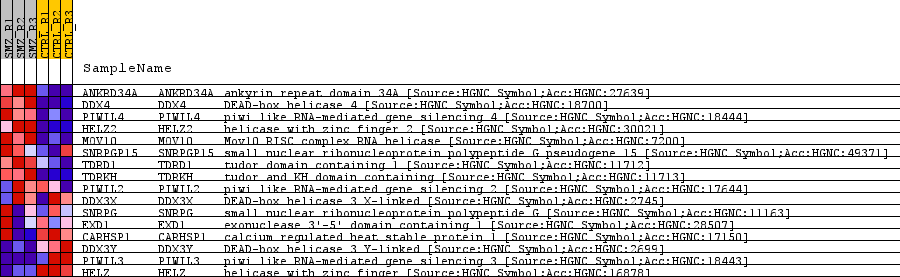 SMZ_R1
SMZ_R2
SMZ_R3
CTRL_R1
CTRL_R2
CTRL_R3
SampleName
ANKRD34A ANKRD34A ankyrin repeat domain 34A [Source:HGNC Symbol;Acc:HGNC:27639]
DDX4 DDX4 DEAD-box helicase 4 [Source:HGNC Symbol;Acc:HGNC:18700]
PIWIL4 PIWIL4 piwi like RNA-mediated gene silencing 4 [Source:HGNC Symbol;Acc:HGNC:18444]
HELZ2 HELZ2 helicase with zinc finger 2 [Source:HGNC Symbol;Acc:HGNC:30021]
MOV10 MOV10 Mov10 RISC complex RNA helicase [Source:HGNC Symbol;Acc:HGNC:7200]
SNRPGP15 SNRPGP15 small nuclear ribonucleoprotein polypeptide G pseudogene 15 [Source:HGNC Symbol;Acc:HGNC:49371]
TDRD1 TDRD1 tudor domain containing 1 [Source:HGNC Symbol;Acc:HGNC:11712]
TDRKH TDRKH tudor and KH domain containing [Source:HGNC Symbol;Acc:HGNC:11713]
PIWIL2 PIWIL2 piwi like RNA-mediated gene silencing 2 [Source:HGNC Symbol;Acc:HGNC:17644]
DDX3X DDX3X DEAD-box helicase 3 X-linked [Source:HGNC Symbol;Acc:HGNC:2745]
SNRPG SNRPG small nuclear ribonucleoprotein polypeptide G [Source:HGNC Symbol;Acc:HGNC:11163]
EXD1 EXD1 exonuclease 3'-5' domain containing 1 [Source:HGNC Symbol;Acc:HGNC:28507]
CARHSP1 CARHSP1 calcium regulated heat stable protein 1 [Source:HGNC Symbol;Acc:HGNC:17150]
DDX3Y DDX3Y DEAD-box helicase 3 Y-linked [Source:HGNC Symbol;Acc:HGNC:2699]
PIWIL3 PIWIL3 piwi like RNA-mediated gene silencing 3 [Source:HGNC Symbol;Acc:HGNC:18443]
HELZ HELZ helicase with zinc finger [Source:HGNC Symbol;Acc:HGNC:16878]